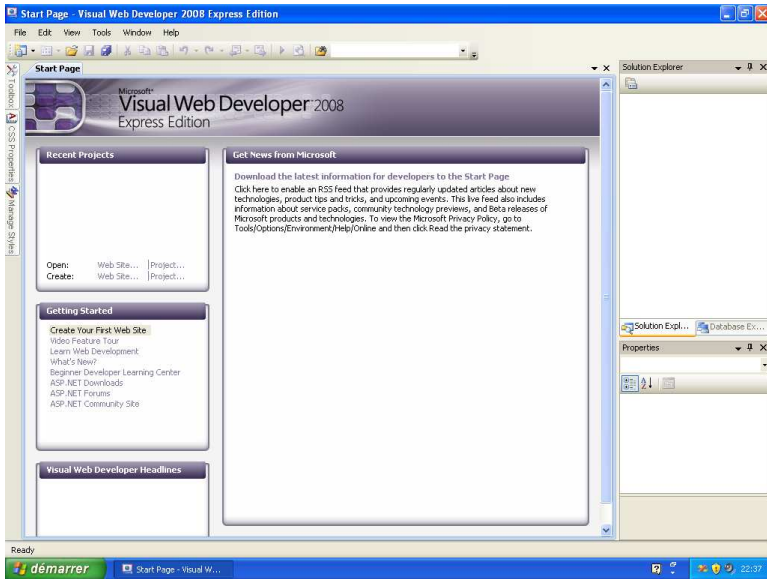 Start Page - Visual Web Developer 2008 Express Edition
File Edit View Tools Window Help
Start Page
Toolbox
CSS Properties
Manage Styles
Microsoft®
Visual Web Developer 2008
Express Edition
Recent Projects
Open: Web Site... | Project...
Create: Web Site... | Project...
Getting Started
Create Your First Web Site
Video Feature Tour
Learn Web Development
What's New?
Beginner Developer Learning Center
ASP.NET Downloads
ASP.NET Forums
ASP.NET Community Site
Visual Web Developer Headlines
Get News from Microsoft
Download the latest information for developers to the Start Page
Click here to enable an RSS feed that provides regularly updated articles about new
technologies, product tips and tricks, and upcoming events. This live feed also includes
information about service packs, community technology previews, and Beta releases of
Microsoft products and technologies. To view the Microsoft Privacy Policy, go to
Tools/Options/Environment/Help/Online and then click Read the privacy statement.
Solution Explorer
Solution Expl... Database Ex...
Properties
Ready
démarrer
Start Page - Visual W...
22:37